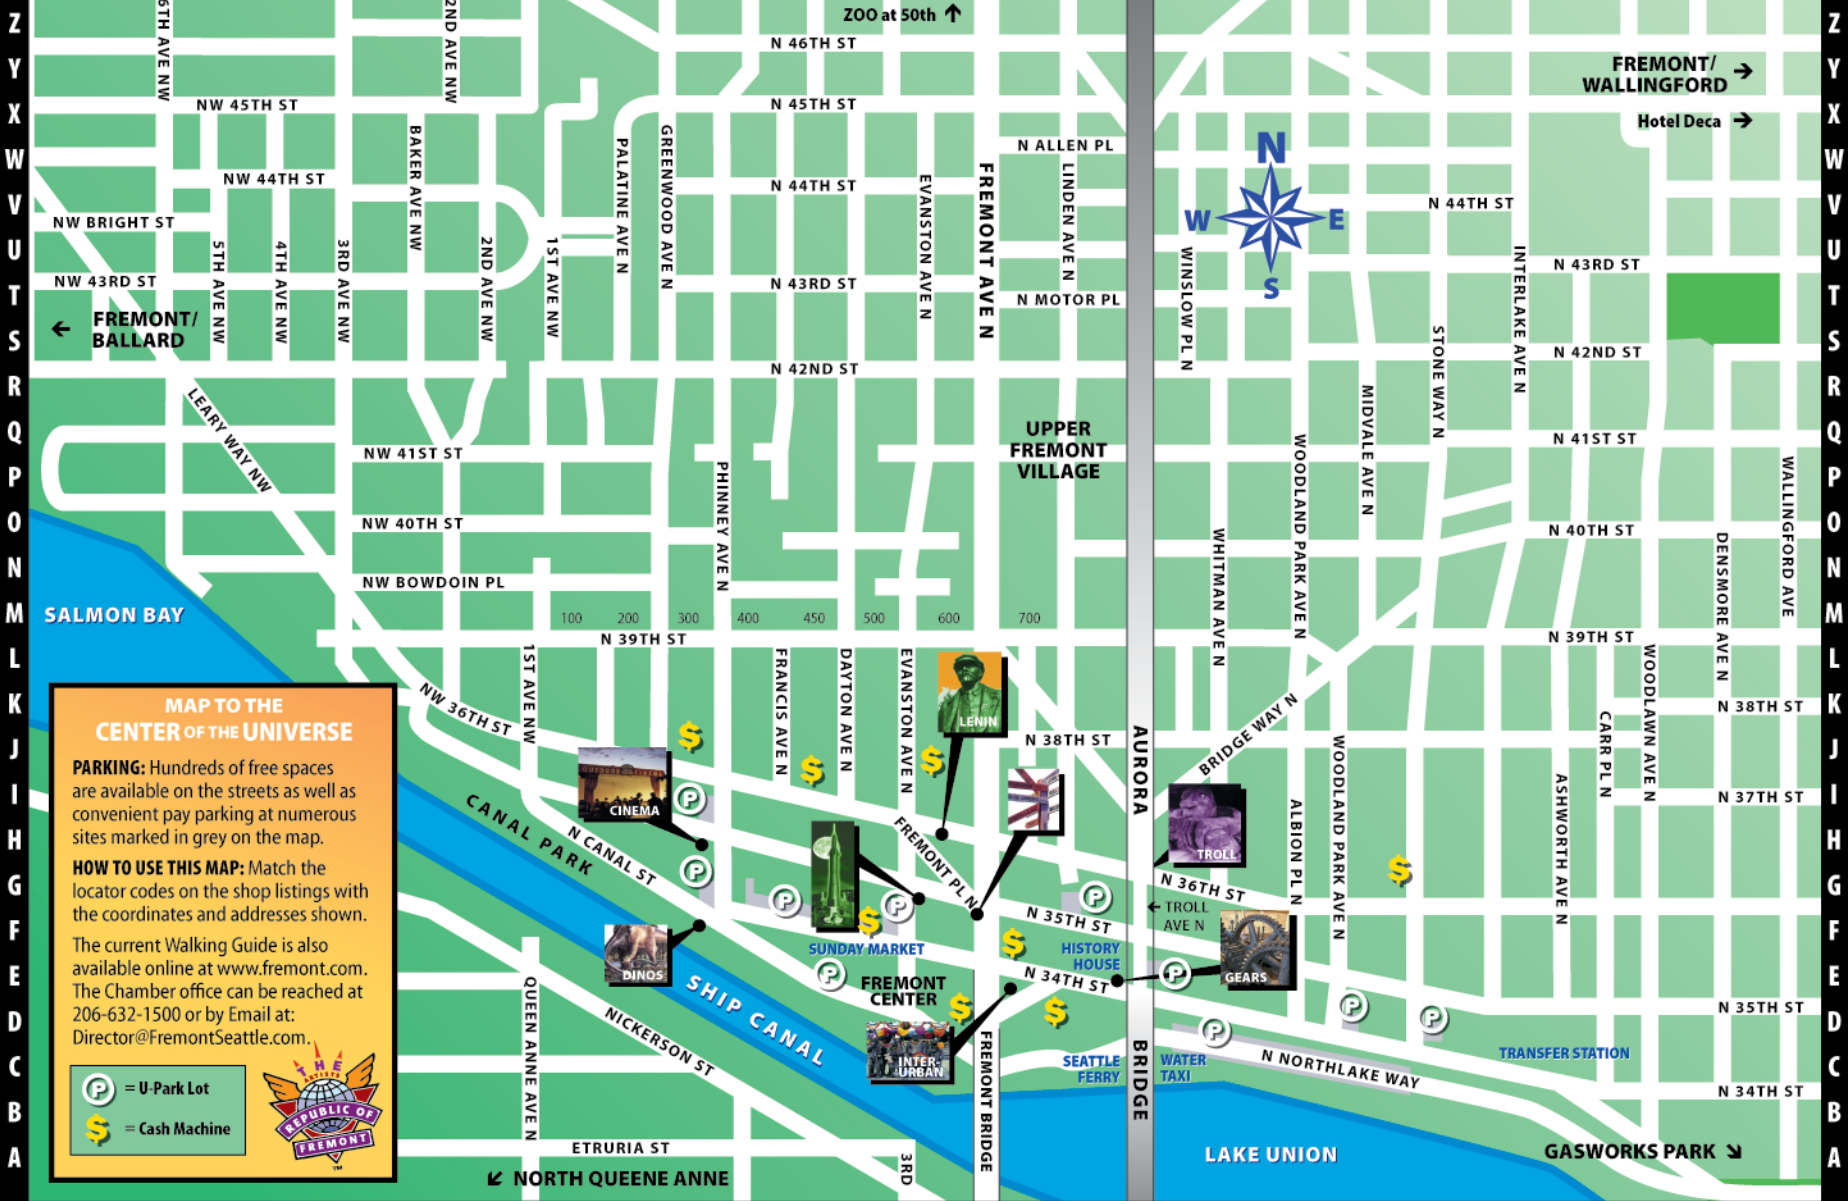 Z
Y
X
W
V
U
T
S
R
Q
P
O
N
M
L
K
J
I
H
G
F
E
D
C
B
A
Z
Y
X
W
V
U
T
S
R
Q
P
O
N
M
L
K
J
I
H
G
F
E
D
C
B
A
ZOO at 50th ↑
6TH AVE NW
2ND AVE NW
N 46TH ST
FREMONT/
WALLINGFORD →
Hotel Deca →
NW 45TH ST
N 45TH ST
N ALLEN PL
NW 44TH ST
N 44TH ST
N 44TH ST
NW BRIGHT ST
NW 43RD ST
N 43RD ST
N 43RD ST
N MOTOR PL
← FREMONT/
BALLARD
BAKER AVE NW
5TH AVE NW
4TH AVE NW
3RD AVE NW
2ND AVE NW
1ST AVE NW
PALATINE AVE N
GREENWOOD AVE N
EVANSTON AVE N
FREMONT AVE N
LINDEN AVE N
WINSLOW PL N
N
W
E
S
INTERLAKE AVE N
STONE WAY N
MIDVALE AVE N
N 42ND ST
N 42ND ST
LEARY WAY NW
UPPER
FREMONT
VILLAGE
NW 41ST ST
N 41ST ST
PHINNEY AVE N
WOODLAND PARK AVE N
WALLINGFORD AVE
NW 40TH ST
N 40TH ST
WHITMAN AVE N
DENSMORE AVE N
NW BOWDOIN PL
SALMON BAY
100
200
300
400
450
500
600
700
N 39TH ST
N 39TH ST
1ST AVE NW
FRANCIS AVE N
DAYTON AVE N
EVANSTON AVE N
LENIN
WOODLAWN AVE N
NW 36TH ST
N 38TH ST
N 38TH ST
BRIDGE WAY N
CARR PL N
AURORA
WOODLAND PARK AVE N
ALBION PL N
ASHWORTH AVE N
N 37TH ST
MAP TO THE
CENTER OF THE UNIVERSE
PARKING: Hundreds of free spaces
are available on the streets as well as
convenient pay parking at numerous
sites marked in grey on the map.
HOW TO USE THIS MAP: Match the
locator codes on the shop listings with
the coordinates and addresses shown.
The current Walking Guide is also
available online at www.fremont.com.
The Chamber office can be reached at
206-632-1500 or by Email at:
Director@FremontSeattle.com.
P = U-Park Lot
$ = Cash Machine
THE
ARTISTS
REPUBLIC OF
FREMONT
™
CINEMA
P
P
P
P
P
P
P
P
P
P
$
$
$
$
$
$
$
$
CANAL PARK
N CANAL ST
FREMONT PL N
TROLL
N 36TH ST
← TROLL
AVE N
N 35TH ST
SUNDAY MARKET
HISTORY
HOUSE
DINOS
GEARS
FREMONT
CENTER
N 34TH ST
SHIP CANAL
QUEEN ANNE AVE N
NICKERSON ST
INTER-
URBAN
FREMONT BRIDGE
SEATTLE
FERRY
BRIDGE
WATER
TAXI
N NORTHLAKE WAY
N 35TH ST
TRANSFER STATION
N 34TH ST
ETRURIA ST
3RD
↙ NORTH QUEENE ANNE
LAKE UNION
GASWORKS PARK ↘